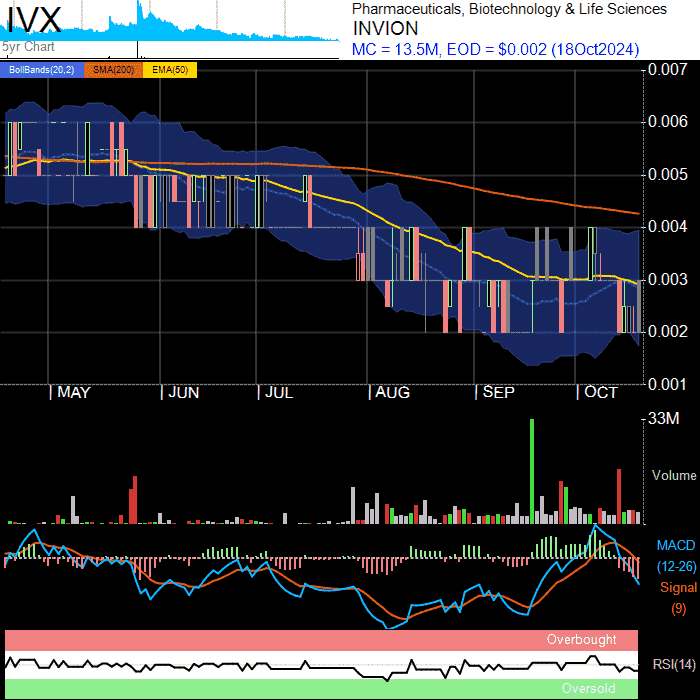 IVX
5yr Chart
Pharmaceuticals, Biotechnology & Life Sciences
INVION
MC = 13.5M, EOD = $0.002 (18Oct2024)
BollBands(20,2) SMA(200) EMA(50)
0.007
0.006
0.005
0.004
0.003
0.002
0.001
MAY JUN JUL AUG SEP OCT
33M
Volume
MACD
(12-26)
Signal
(9)
Overbought
RSI(14)
Oversold